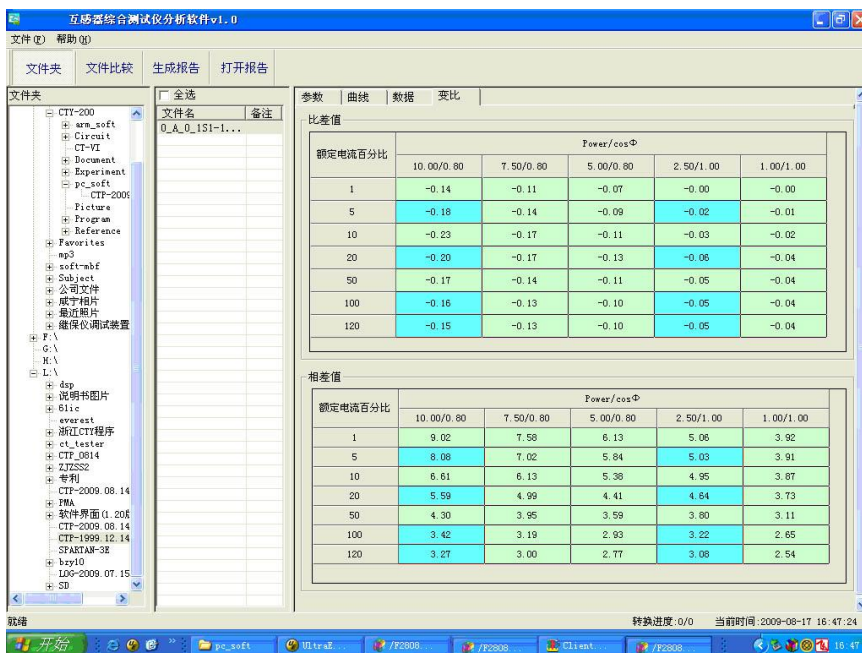 互感器综合测试仪分析软件v1.0
文件(F) 帮助(H)
文件夹 文件比较 生成报告 打开报告
文件夹
CTY-200
arm_soft
Circuit
CT-VI
Document
Experiment
pc_soft
CTP-2009
Picture
Program
Reference
Favorites
mp3
soft-mbf
Subject
公司文件
咸宁相片
最近照片
继保仪调试装置
F:\
G:\
H:\
L:\
dsp
说明书图片
61ic
everest
浙江CTY程序
ct_tester
CTP_0814
ZJZSS2
专利
CTP-2009.08.14
PMA
软件界面(1.20版
CTP-2009.08.14
CTP-1999.12.14
SPARTAN-3E
bzy10
LOG-2009.07.15
SD
全选
文件名 备注
0_A_0_1S1-1...
参数 曲线 数据 变比
比差值
额定电流百分比 Power/cosΦ
10.00/0.80 7.50/0.80 5.00/0.80 2.50/1.00 1.00/1.00
1 -0.14 -0.11 -0.07 -0.00 -0.00
5 -0.18 -0.14 -0.09 -0.02 -0.01
10 -0.23 -0.17 -0.11 -0.03 -0.02
20 -0.20 -0.17 -0.13 -0.06 -0.04
50 -0.17 -0.14 -0.11 -0.05 -0.04
100 -0.16 -0.13 -0.10 -0.05 -0.04
120 -0.15 -0.13 -0.10 -0.05 -0.04
相差值
额定电流百分比 Power/cosΦ
10.00/0.80 7.50/0.80 5.00/0.80 2.50/1.00 1.00/1.00
1 9.02 7.58 6.13 5.06 3.92
5 8.08 7.02 5.84 5.03 3.91
10 6.61 6.13 5.38 4.95 3.87
20 5.59 4.99 4.41 4.64 3.73
50 4.30 3.95 3.59 3.80 3.11
100 3.42 3.19 2.93 3.22 2.65
120 3.27 3.00 2.77 3.08 2.54
就绪 转换进度:0/0 当前时间:2009-08-17 16:47:24
开始 pc_soft UltraE... /F2808... /F2808... Client... /F2808... 16:47